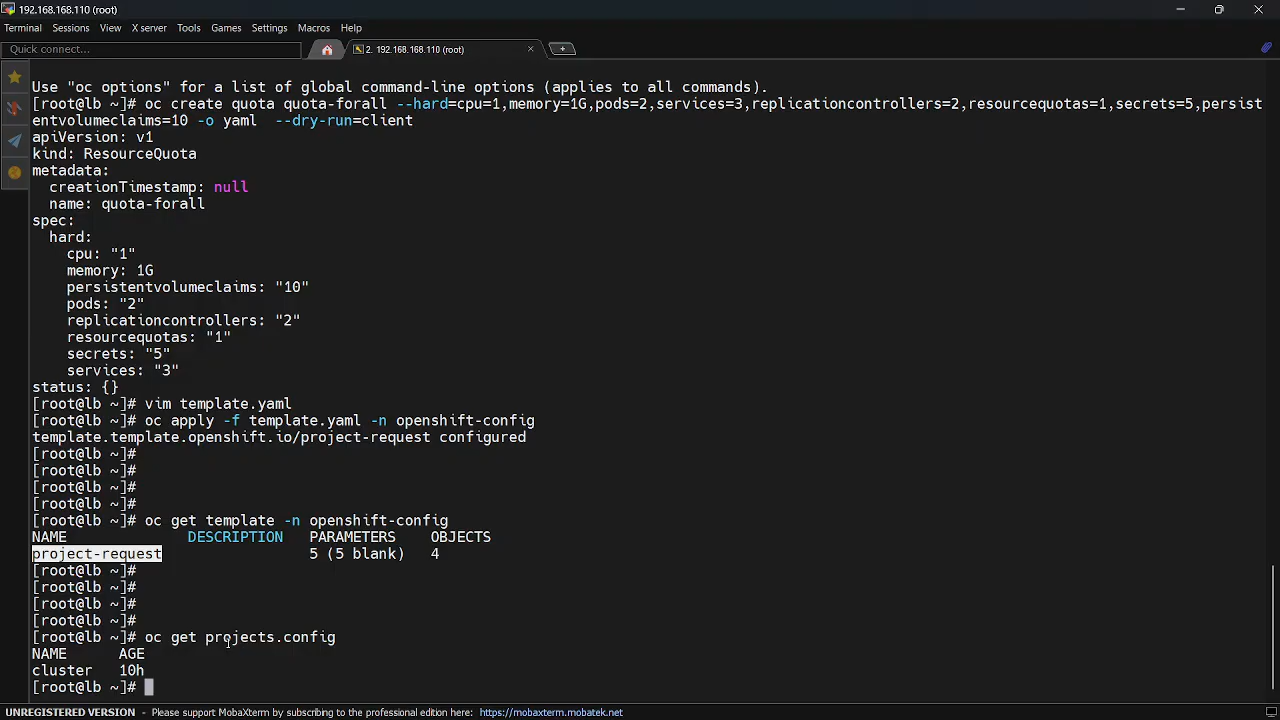 192.168.168.110 (root)
Terminal Sessions View X server Tools Games Settings Macros Help
Quick connect...
2. 192.168.168.110 (root)
Use "oc options" for a list of global command-line options (applies to all commands).
[root@lb ~]# oc create quota quota-forall --hard=cpu=1,memory=1G,pods=2,services=3,replicationcontrollers=2,resourcequotas=1,secrets=5,persist
entvolumeclaims=10 -o yaml  --dry-run=client
apiVersion: v1
kind: ResourceQuota
metadata:
  creationTimestamp: null
  name: quota-forall
spec:
  hard:
    cpu: "1"
    memory: 1G
    persistentvolumeclaims: "10"
    pods: "2"
    replicationcontrollers: "2"
    resourcequotas: "1"
    secrets: "5"
    services: "3"
status: {}
[root@lb ~]# vim template.yaml
[root@lb ~]# oc apply -f template.yaml -n openshift-config
template.template.openshift.io/project-request configured
[root@lb ~]#
[root@lb ~]#
[root@lb ~]#
[root@lb ~]#
[root@lb ~]# oc get template -n openshift-config
NAME              DESCRIPTION   PARAMETERS    OBJECTS
project-request                 5 (5 blank)   4
[root@lb ~]#
[root@lb ~]#
[root@lb ~]#
[root@lb ~]#
[root@lb ~]# oc get projects.config
NAME      AGE
cluster   10h
[root@lb ~]#
UNREGISTERED VERSION - Please support MobaXterm by subscribing to the professional edition here: https://mobaxterm.mobatek.net